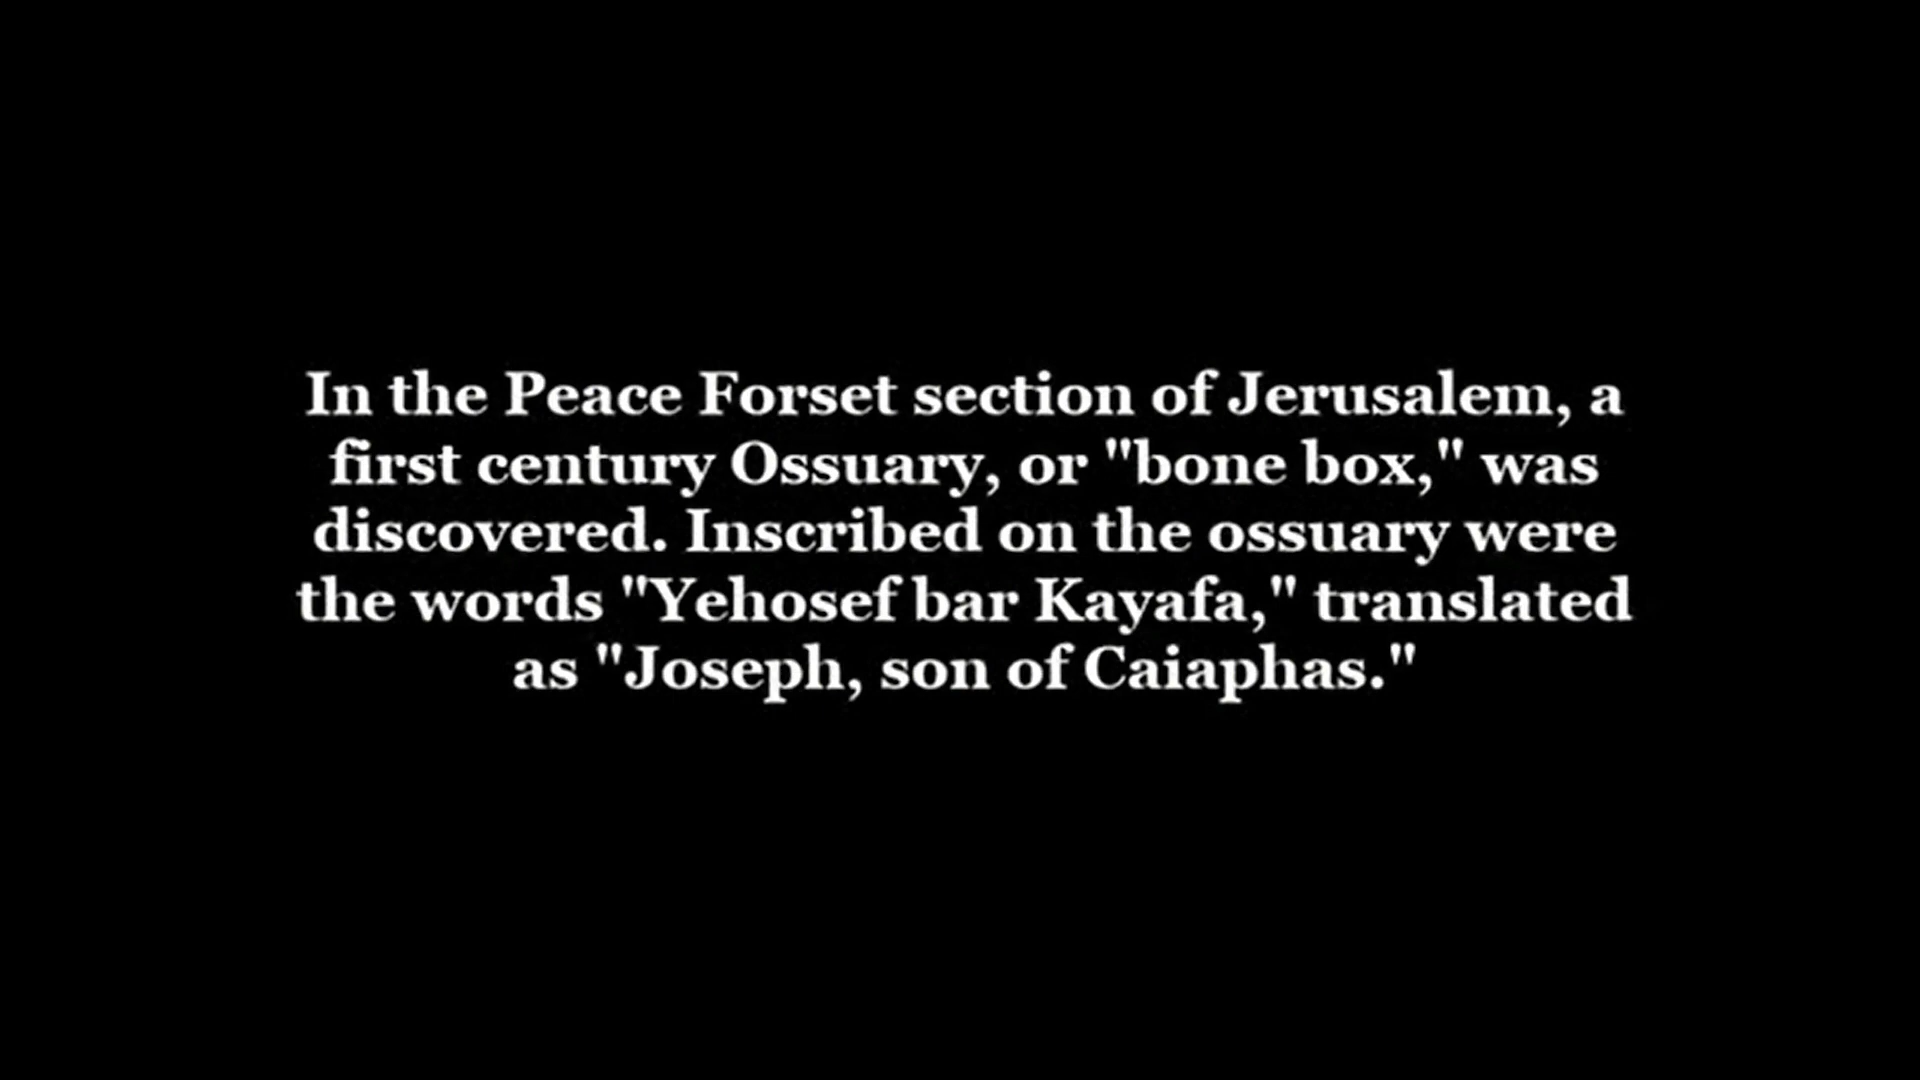 In the Peace Forset section of Jerusalem, a
first century Ossuary, or "bone box," was
discovered. Inscribed on the ossuary were
the words "Yehosef bar Kayafa," translated
as "Joseph, son of Caiaphas."